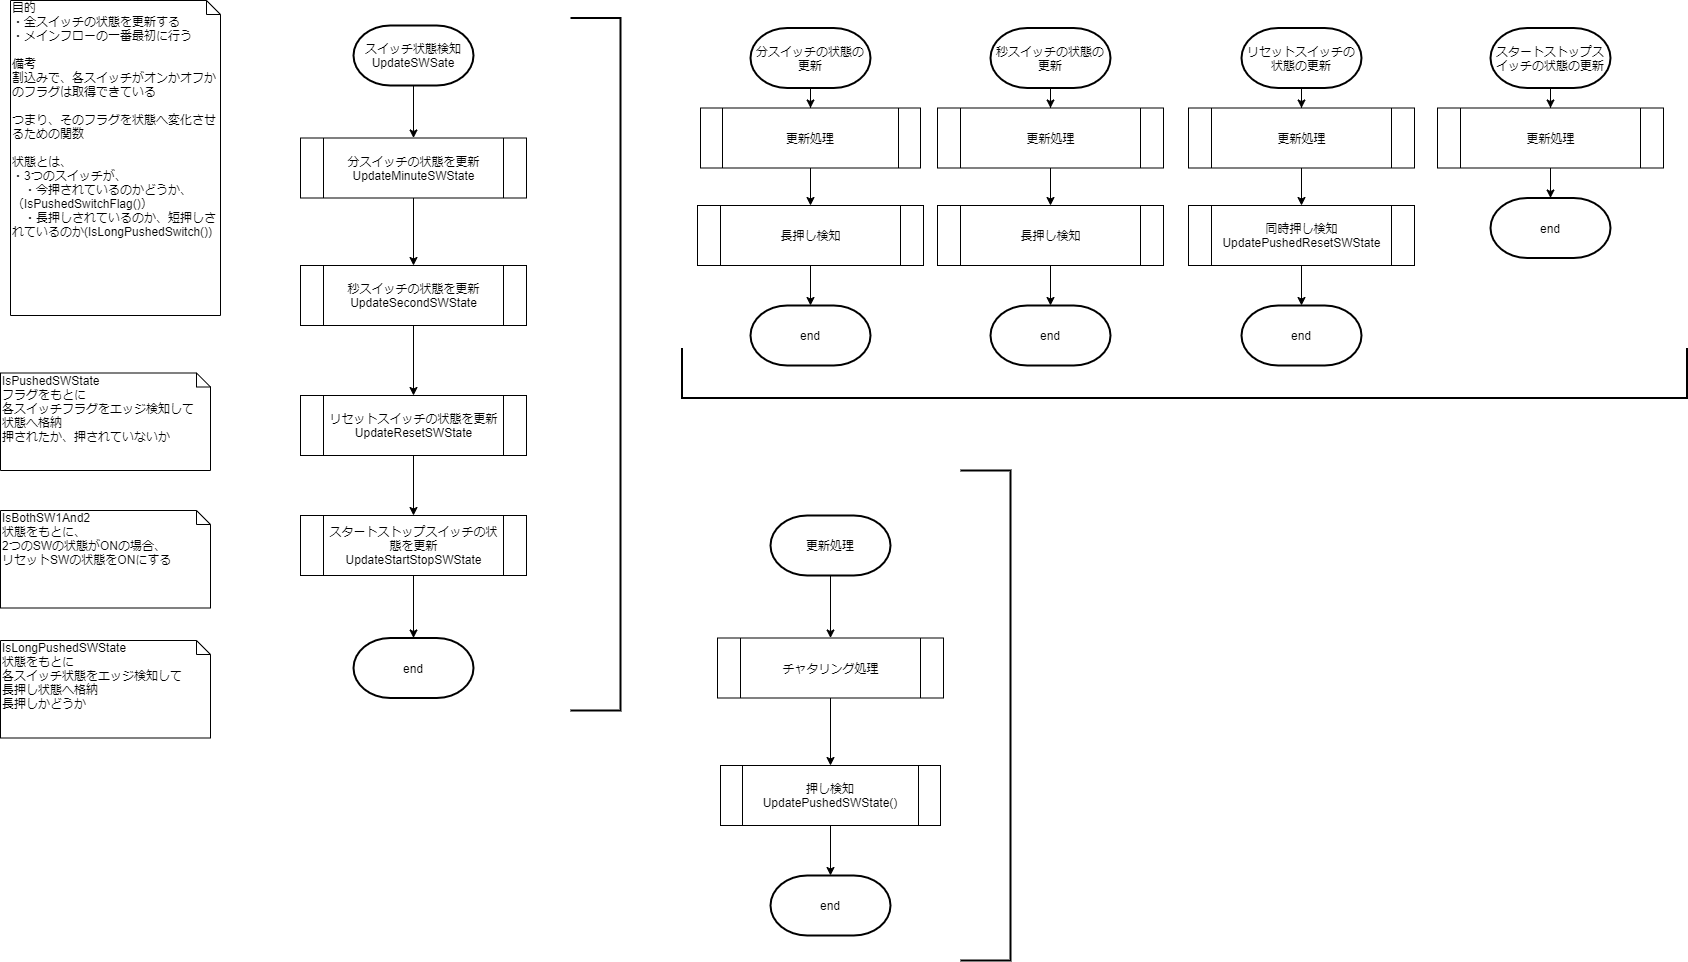 目的
・全スイッチの状態を更新する
・メインフローの一番最初に行う
備考
割込みで、各スイッチがオンかオフか
のフラグは取得できている
つまり、そのフラグを状態へ変化させ
るための関数
状態とは、
・3つのスイッチが、
・今押されているのかどうか、
（IsPushedSwitchFlag()）
・長押しされているのか、短押しさ
れているのか(IsLongPushedSwitch())
IsPushedSWState
フラグをもとに
各スイッチフラグをエッジ検知して
状態へ格納
押されたか、押されていないか
IsBothSW1And2
状態をもとに、
2つのSWの状態がONの場合、
リセットSWの状態をONにする
IsLongPushedSWState
状態をもとに
各スイッチ状態をエッジ検知して
長押し状態へ格納
長押しかどうか
スイッチ状態検知
UpdateSWSate
分スイッチの状態を更新
UpdateMinuteSWState
秒スイッチの状態を更新
UpdateSecondSWState
リセットスイッチの状態を更新
UpdateResetSWState
スタートストップスイッチの状
態を更新
UpdateStartStopSWState
end
分スイッチの状態の
更新
更新処理
長押し検知
end
秒スイッチの状態の
更新
更新処理
長押し検知
end
リセットスイッチの
状態の更新
更新処理
同時押し検知
UpdatePushedResetSWState
end
スタートストップス
イッチの状態の更新
更新処理
end
更新処理
チャタリング処理
押し検知
UpdatePushedSWState()
end